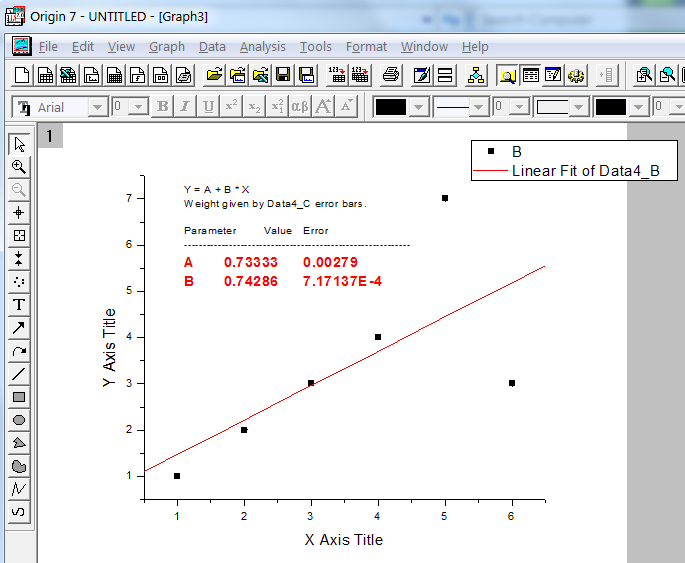 Origin 7 - UNTITLED - [Graph3]
Search Computer
File Edit View Graph Data Analysis Tools Format Window Help
Arial 0 B I U x² x₂ x₁² αβ A A 0 0
1
B
Linear Fit of Data4_B
Y = A + B * X
Weight given by Data4_C error bars.
Parameter Value Error
------------------------------------------------------------
A 0.73333 0.00279
B 0.74286 7.17137E-4
Y Axis Title
7
6
5
4
3
2
1
1 2 3 4 5 6
X Axis Title
T